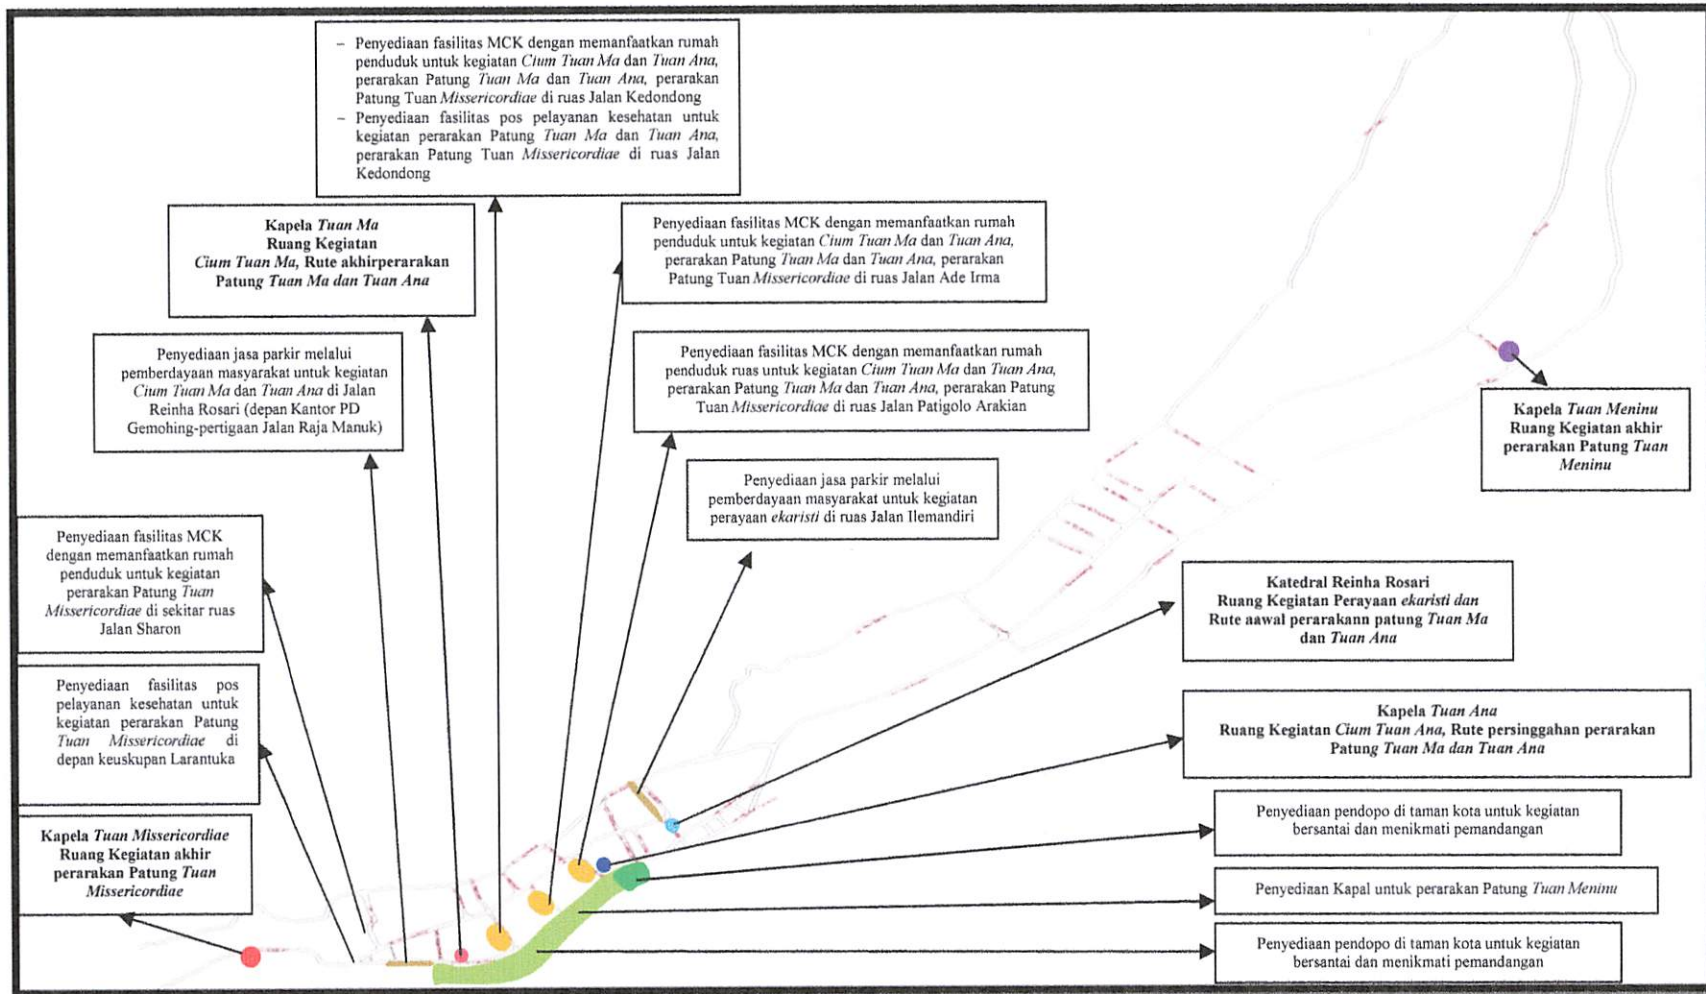 – Penyediaan fasilitas MCK dengan memanfaatkan rumah
penduduk untuk kegiatan Cium Tuan Ma dan Tuan Ana,
perarakan Patung Tuan Ma dan Tuan Ana, perarakan
Patung Tuan Missericordiae di ruas Jalan Kedondong
– Penyediaan fasilitas pos pelayanan kesehatan untuk
kegiatan perarakan Patung Tuan Ma dan Tuan Ana,
perarakan Patung Tuan Missericordiae di ruas Jalan
Kedondong
Kapela Tuan Ma
Ruang Kegiatan
Cium Tuan Ma, Rute akhirperarakan
Patung Tuan Ma dan Tuan Ana
Penyediaan fasilitas MCK dengan memanfaatkan rumah
penduduk untuk kegiatan Cium Tuan Ma dan Tuan Ana,
perarakan Patung Tuan Ma dan Tuan Ana, perarakan
Patung Tuan Missericordiae di ruas Jalan Ade Irma
Penyediaan jasa parkir melalui
pemberdayaan masyarakat untuk kegiatan
Cium Tuan Ma dan Tuan Ana di Jalan
Reinha Rosari (depan Kantor PD
Gemohing-pertigaan Jalan Raja Manuk)
Penyediaan fasilitas MCK dengan memanfaatkan rumah
penduduk ruas untuk kegiatan Cium Tuan Ma dan Tuan Ana,
perarakan Patung Tuan Ma dan Tuan Ana, perarakan Patung
Tuan Missericordiae di ruas Jalan Patigolo Arakian
Kapela Tuan Meninu
Ruang Kegiatan akhir
perarakan Patung Tuan
Meninu
Penyediaan jasa parkir melalui
pemberdayaan masyarakat untuk kegiatan
perayaan ekaristi di ruas Jalan Ilemandiri
Penyediaan fasilitas MCK
dengan memanfaatkan rumah
penduduk untuk kegiatan
perarakan Patung Tuan
Missericordiae di sekitar ruas
Jalan Sharon
Katedral Reinha Rosari
Ruang Kegiatan Perayaan ekaristi dan
Rute aawal perarakann patung Tuan Ma
dan Tuan Ana
Penyediaan fasilitas pos
pelayanan kesehatan untuk
kegiatan perarakan Patung
Tuan Missericordiae di
depan keuskupan Larantuka
Kapela Tuan Ana
Ruang Kegiatan Cium Tuan Ana, Rute persinggahan perarakan
Patung Tuan Ma dan Tuan Ana
Kapela Tuan Missericordiae
Ruang Kegiatan akhir
perarakan Patung Tuan
Missericordiae
Penyediaan pendopo di taman kota untuk kegiatan
bersantai dan menikmati pemandangan
Penyediaan Kapal untuk perarakan Patung Tuan Meninu
Penyediaan pendopo di taman kota untuk kegiatan
bersantai dan menikmati pemandangan